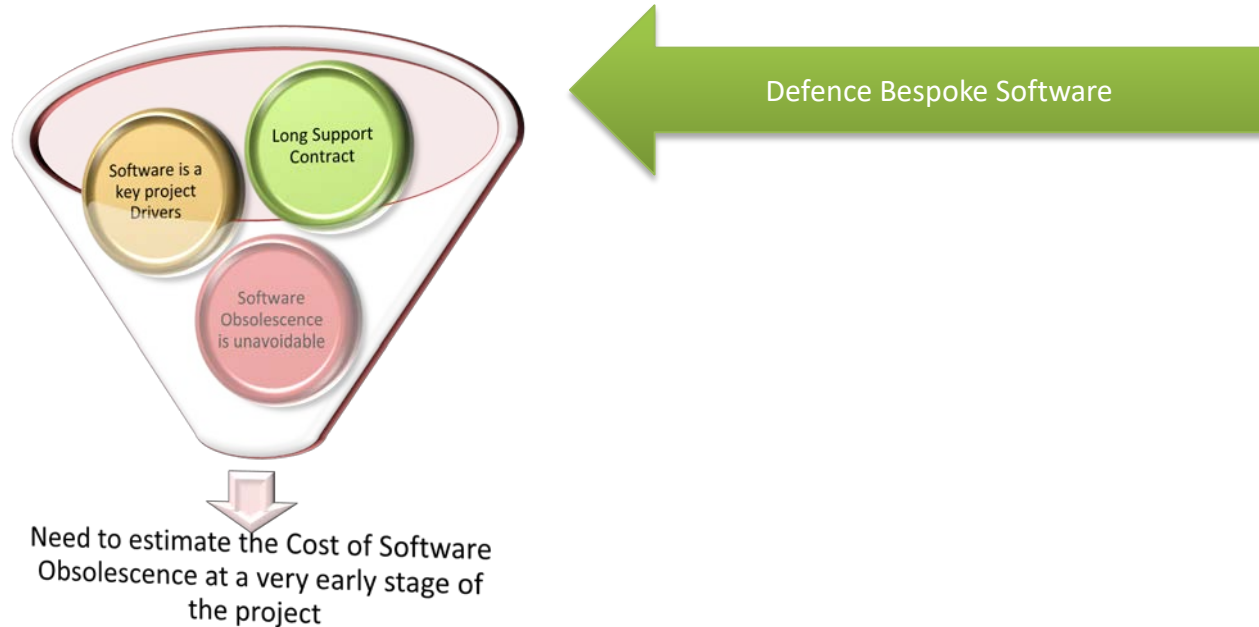 Defence Bespoke Software
Long Support
Contract
Software is a
key project
Drivers
Software
Obsolescence
is unavoidable
Need to estimate the Cost of Software
Obsolescence at a very early stage of
the project